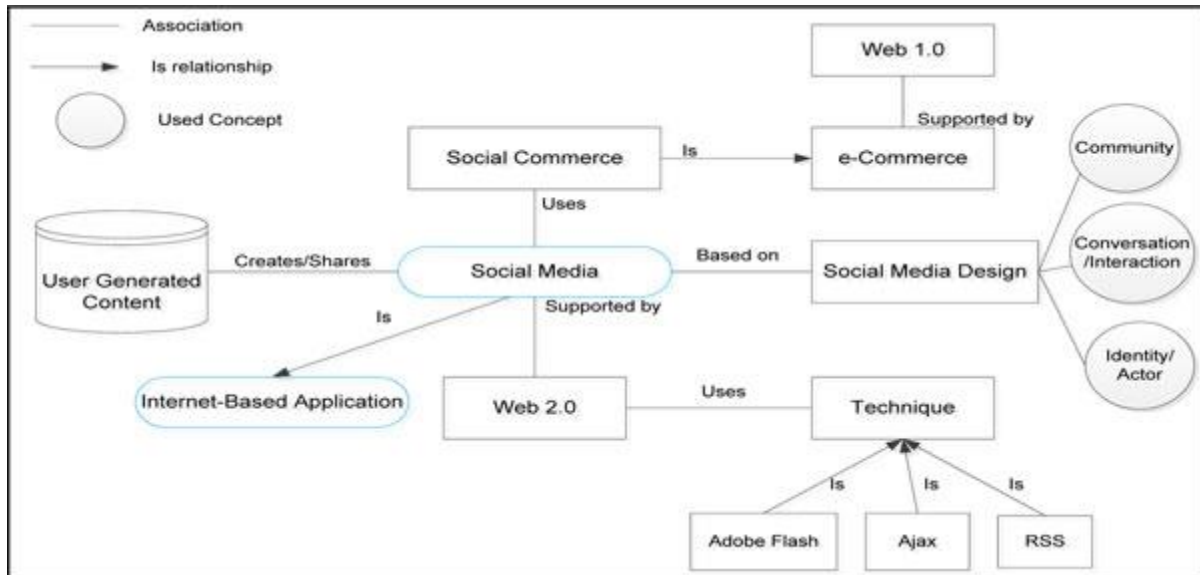 Association
Is relationship
Used Concept
Web 1.0
Supported by
Social Commerce
Is
e-Commerce
Community
Uses
User Generated
Content
Creates/Shares
Social Media
Based on
Social Media Design
Conversation
/Interaction
Is
Supported by
Identity/
Actor
Internet-Based Application
Web 2.0
Uses
Technique
Is
Is
Is
Adobe Flash
Ajax
RSS